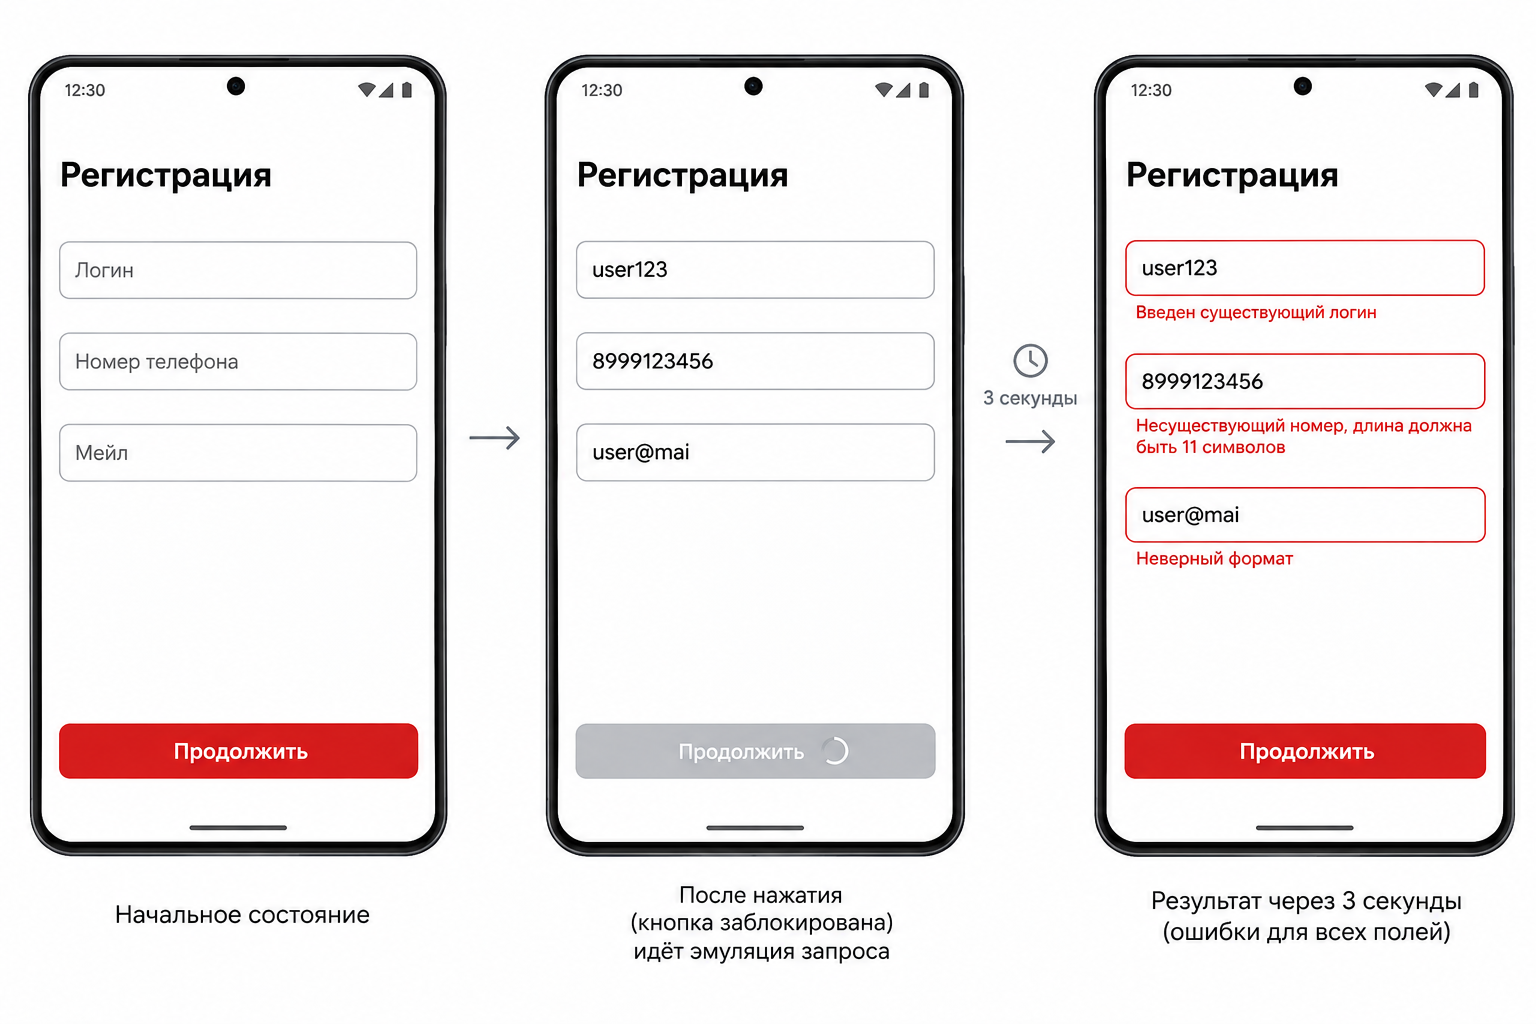 12:30
Регистрация
Логин
Номер телефона
Мейл
Продолжить
Начальное состояние
12:30
Регистрация
user123
8999123456
user@mai
Продолжить
После нажатия
(кнопка заблокирована)
идёт эмуляция запроса
3 секунды
12:30
Регистрация
user123
Введен существующий логин
8999123456
Несуществующий номер, длина должна
быть 11 символов
user@mai
Неверный формат
Продолжить
Результат через 3 секунды
(ошибки для всех полей)